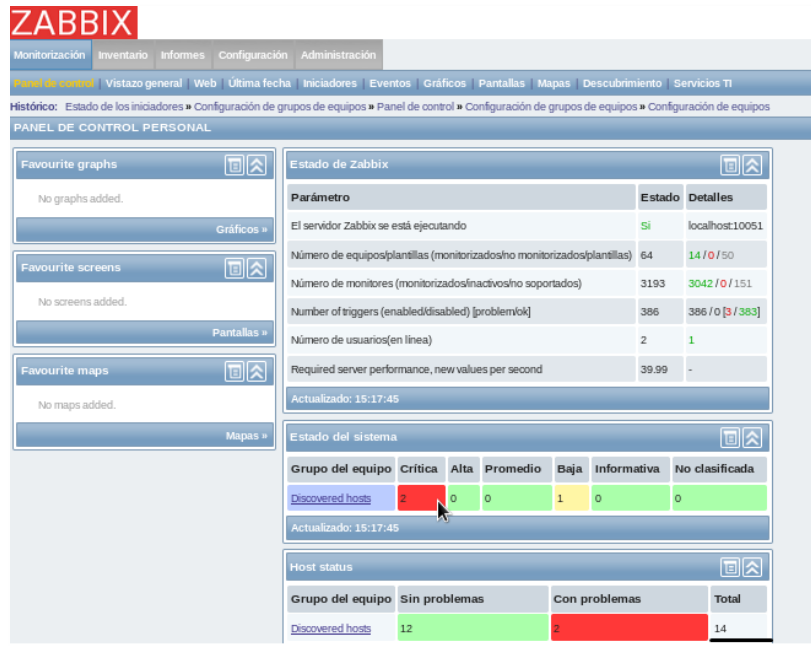 ZABBIX
Monitorización Inventario Informes Configuración Administración
Panel de control | Vistazo general | Web | Última fecha | Iniciadores | Eventos | Gráficos | Pantallas | Mapas | Descubrimiento | Servicios TI
Histórico: Estado de los iniciadores » Configuración de grupos de equipos » Panel de control » Configuración de grupos de equipos » Configuración de equipos
PANEL DE CONTROL PERSONAL
Favourite graphs
No graphs added.
Gráficos »
Favourite screens
No screens added.
Pantallas »
Favourite maps
No maps added.
Mapas »
Estado de Zabbix
Parámetro Estado Detalles
El servidor Zabbix se está ejecutando Si localhost:10051
Número de equipos/plantillas (monitorizados/no monitorizados/plantillas) 64 14 / 0 / 50
Número de monitores (monitorizados/inactivos/no soportados) 3193 3042 / 0 / 151
Number of triggers (enabled/disabled) [problem/ok] 386 386 / 0 [3 / 383]
Número de usuarios(en línea) 2 1
Required server performance, new values per second 39.99 -
Actualizado: 15:17:45
Estado del sistema
Grupo del equipo Crítica Alta Promedio Baja Informativa No clasificada
Discovered hosts 2 0 0 1 0 0
Actualizado: 15:17:45
Host status
Grupo del equipo Sin problemas Con problemas Total
Discovered hosts 12 2 14